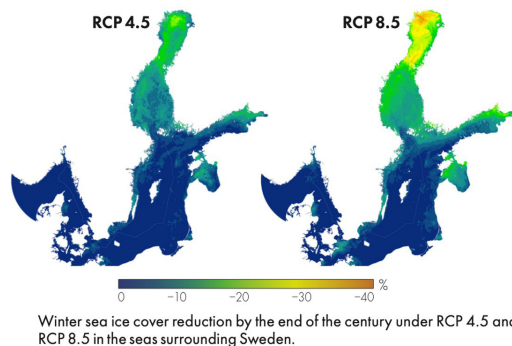 RCP 4.5 RCP 8.5
0 −10 −20 −30 −40 %
Winter sea ice cover reduction by the end of the century under RCP 4.5 and
RCP 8.5 in the seas surrounding Sweden.